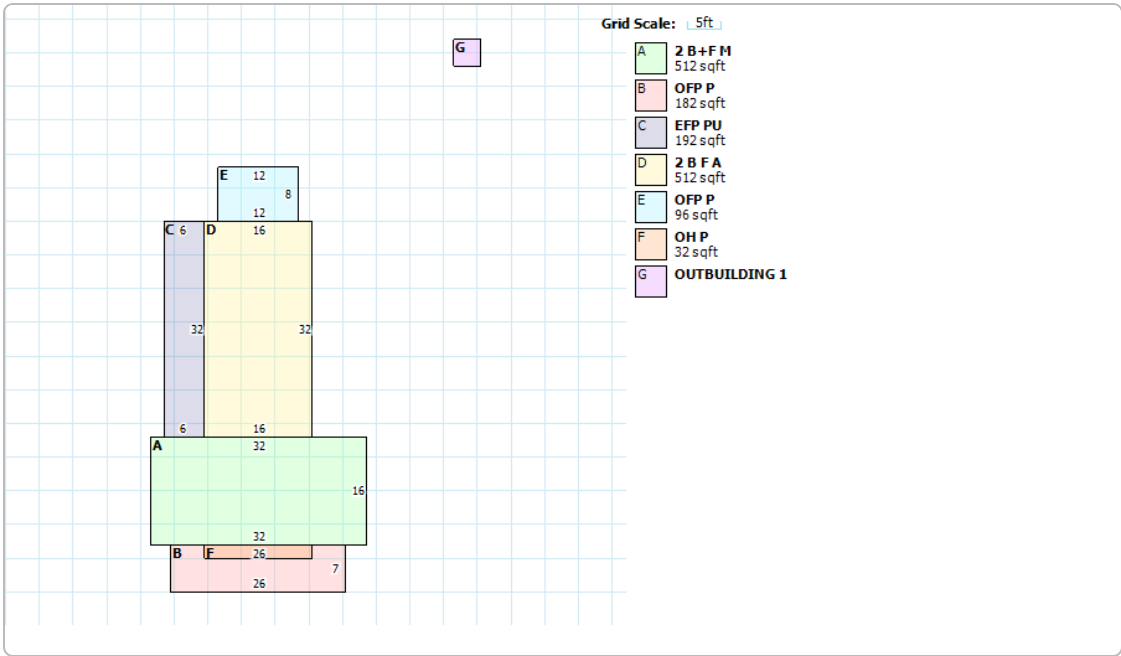 Grid Scale: 5ft
A
2 B+F M
512 sqft
B
OFP P
182 sqft
C
EFP PU
192 sqft
D
2 B F A
512 sqft
E
OFP P
96 sqft
F
OH P
32 sqft
G
OUTBUILDING 1
G
E 12
8
12
C 6 D 16
32 32
6 16
A 32
16
32
B F 26
7
26